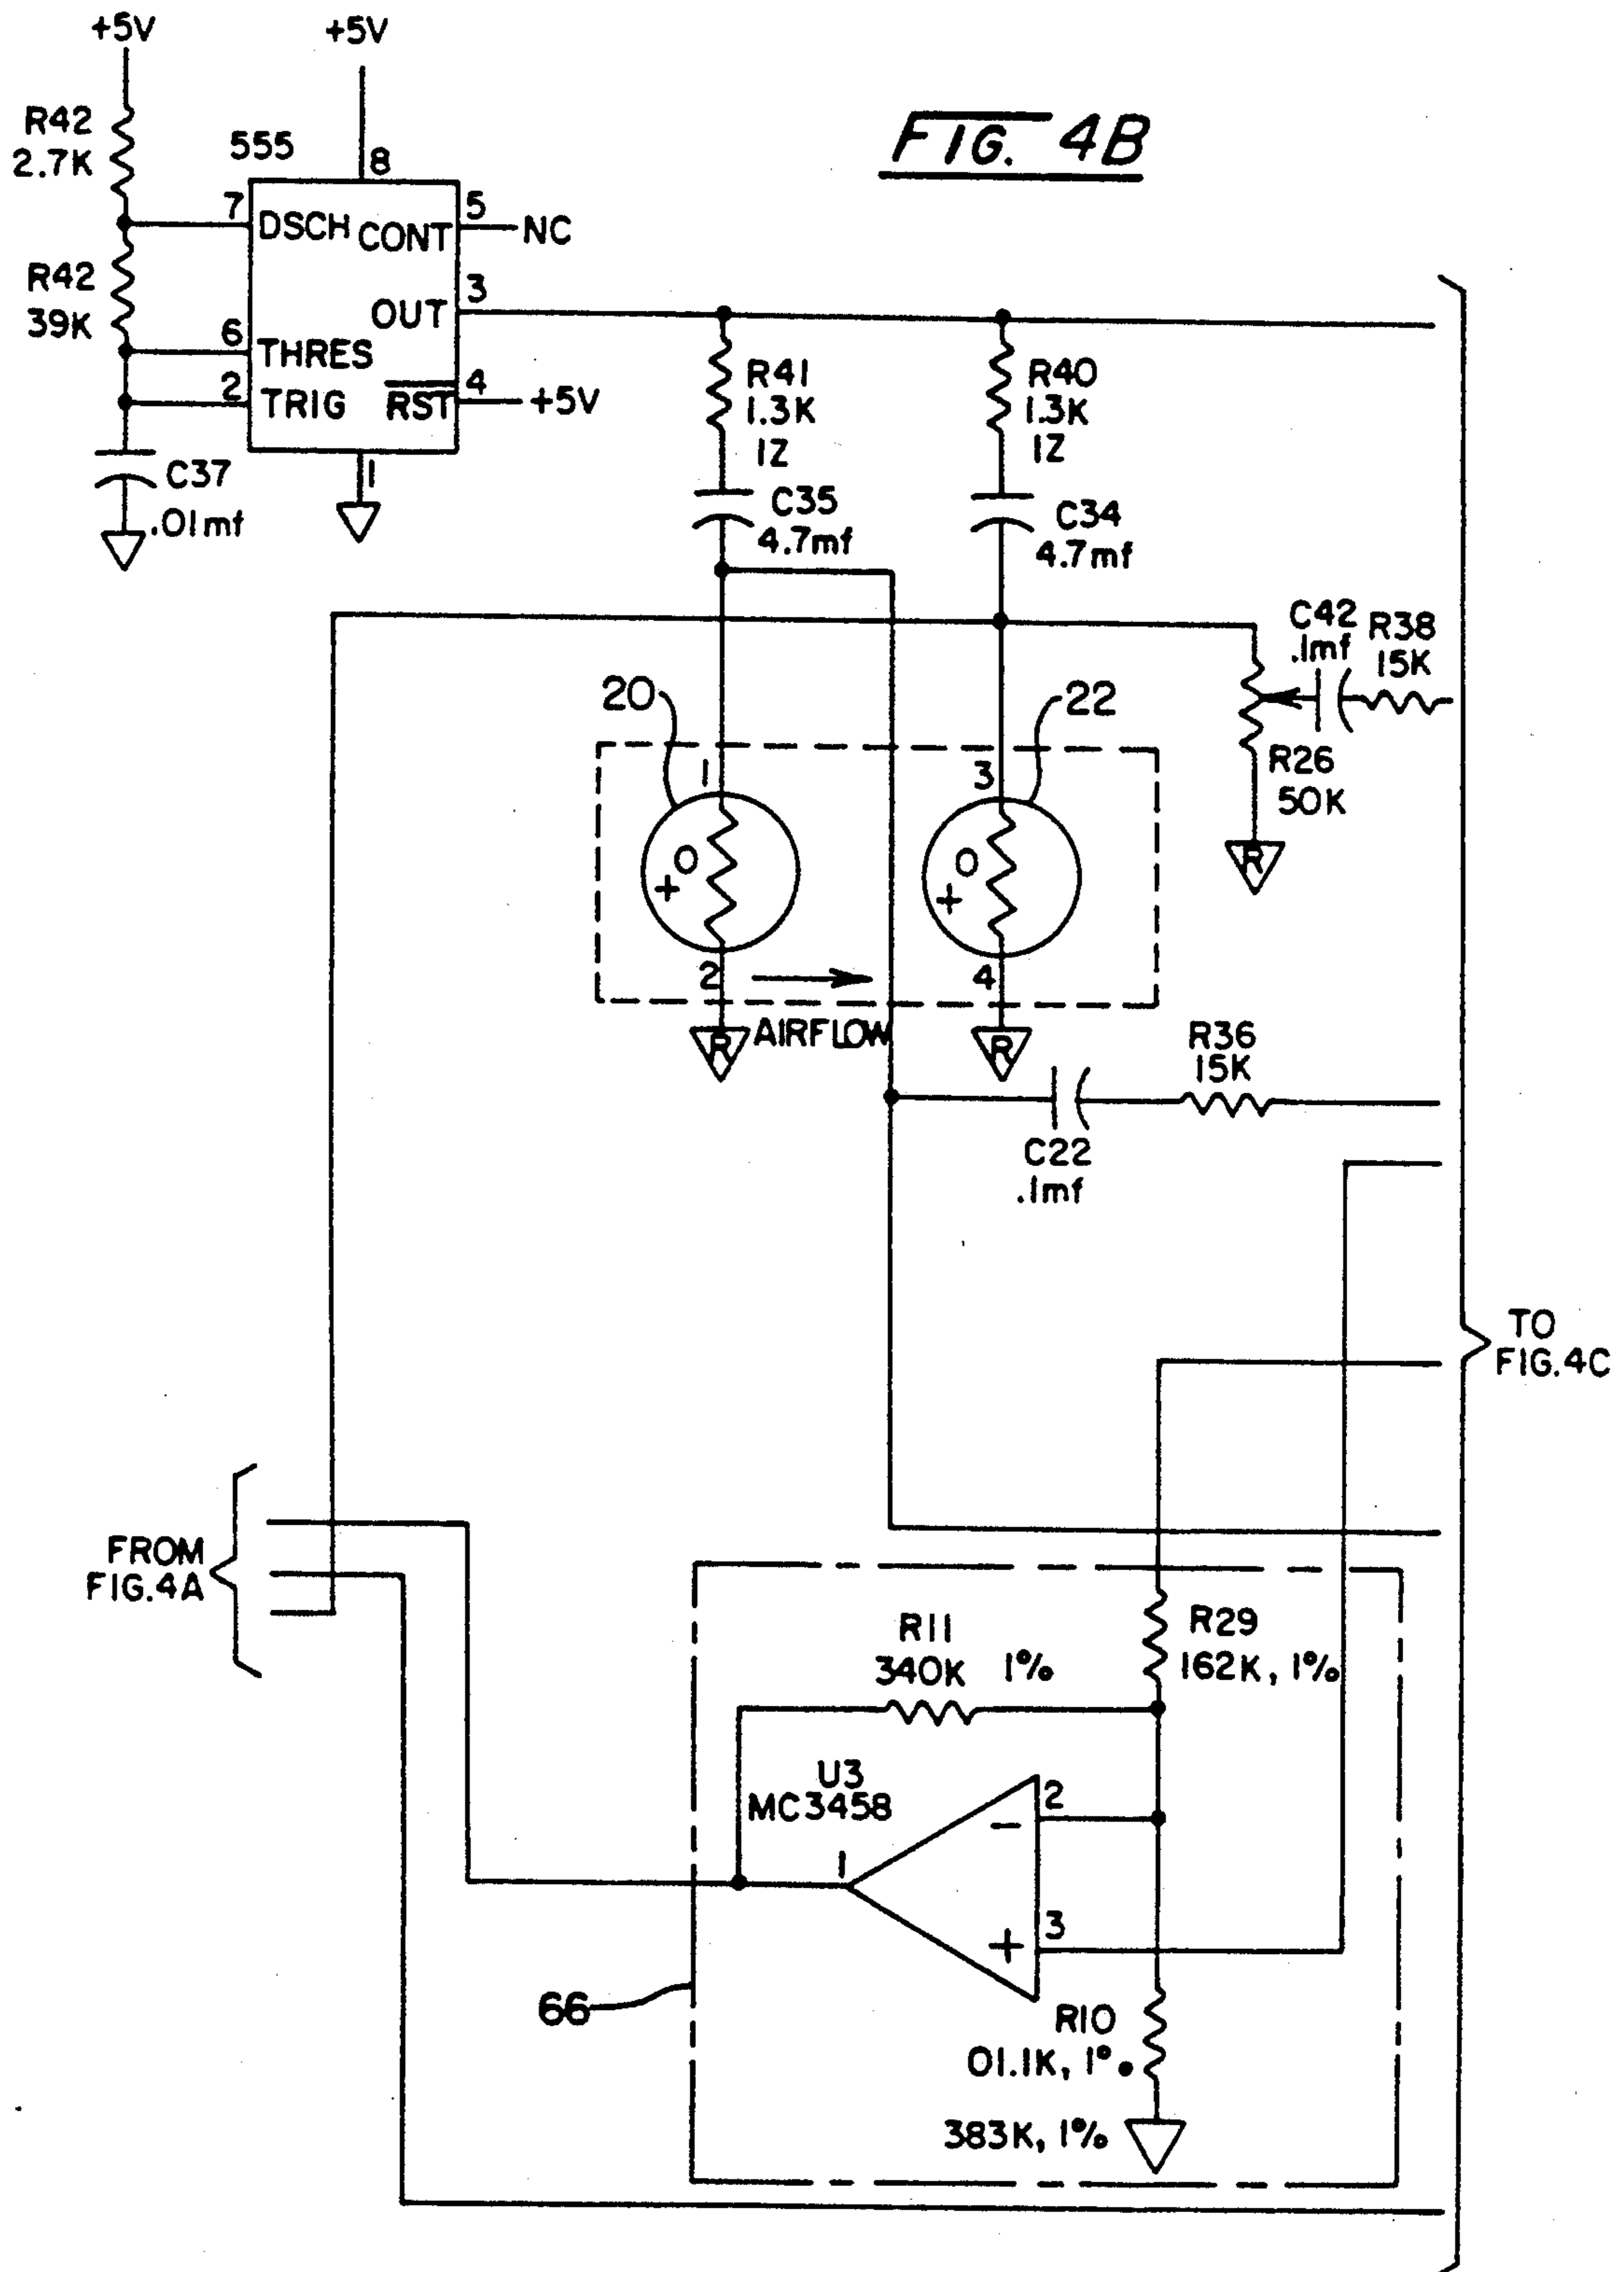 FIG. 4B
+5V
+5V
R42
2.7K
555
8
7
DSCH
CONT
5
NC
R42
39K
OUT
3
6
THRES
2
TRIG
RST
4
+5V
1
C37
.01mf
R41
1.3K
1Z
R40
1.3K
1Z
C35
4.7mf
C34
4.7mf
C42
.1mf
R38
15K
R26
50K
R
20
22
1
3
0
+
0
+
2
4
R
AIRFLOW
R
R36
15K
C22
.1mf
TO
FIG.4C
FROM
FIG.4A
R11
340K 1%
R29
162K, 1%
U3
MC3458
2
−
1
3
+
66
R10
01.1K, 1°.
383K, 1%